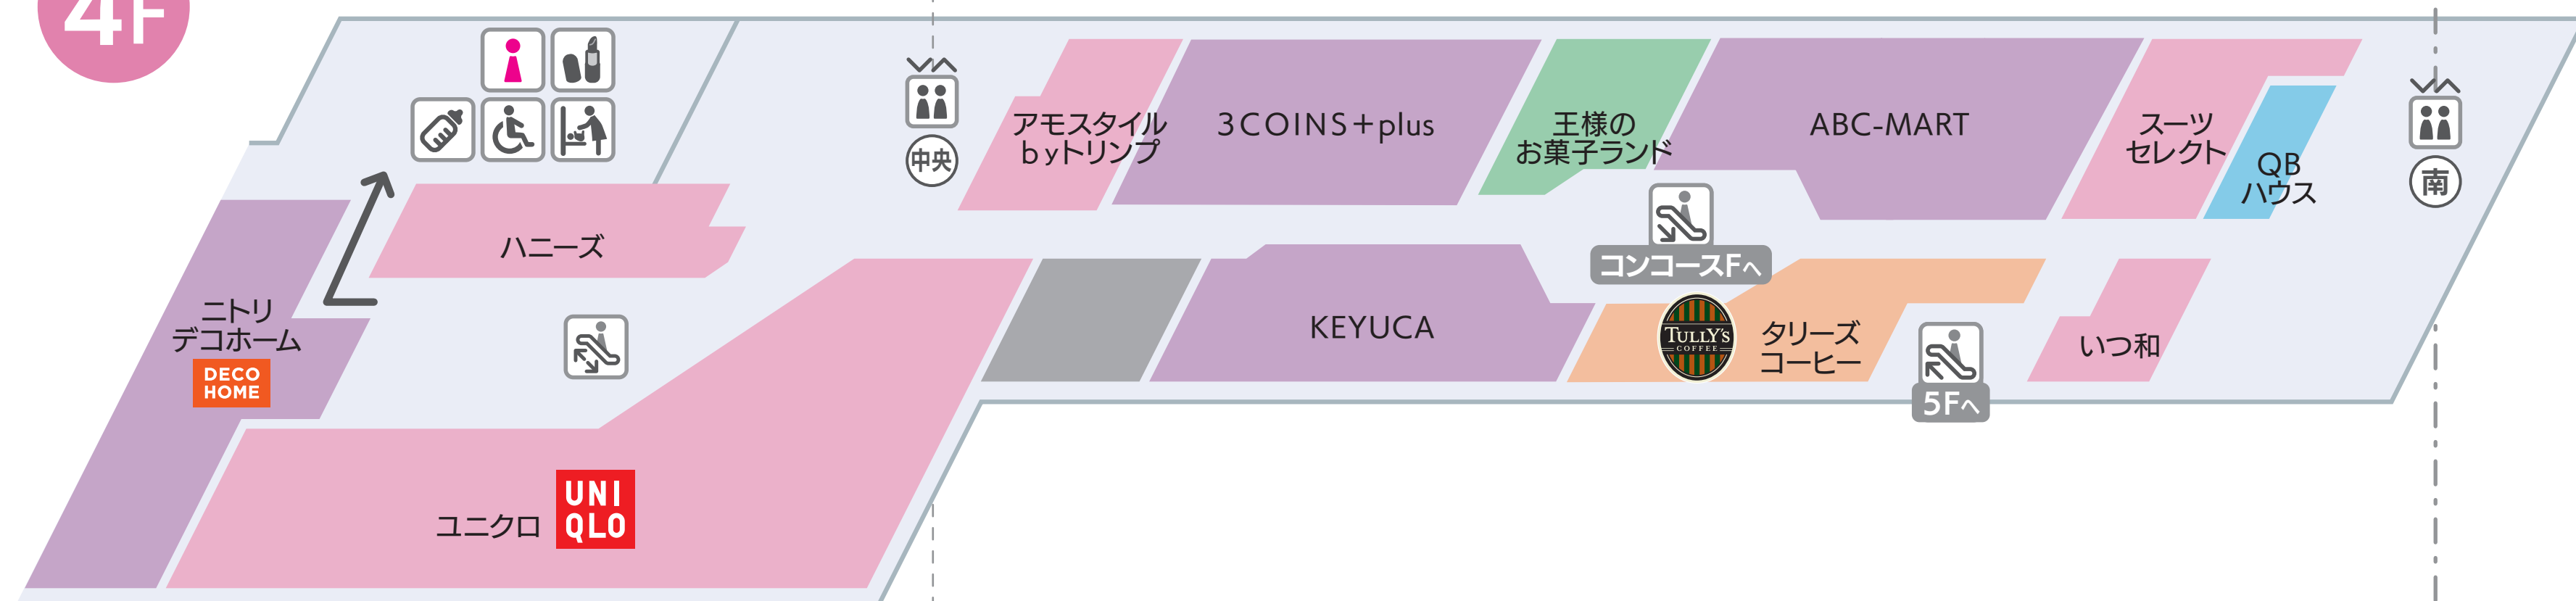 4F
中央
アモスタイル
byトリンプ
3COINS+plus
王様の
お菓子ランド
ABC-MART
スーツ
セレクト
QB
ハウス
南
ハニーズ
コンコースFへ
ニトリ
デコホーム
DECO
HOME
KEYUCA
TULLY'S
COFFEE
タリーズ
コーヒー
いつ和
5Fへ
ユニクロ
UNI
QLO